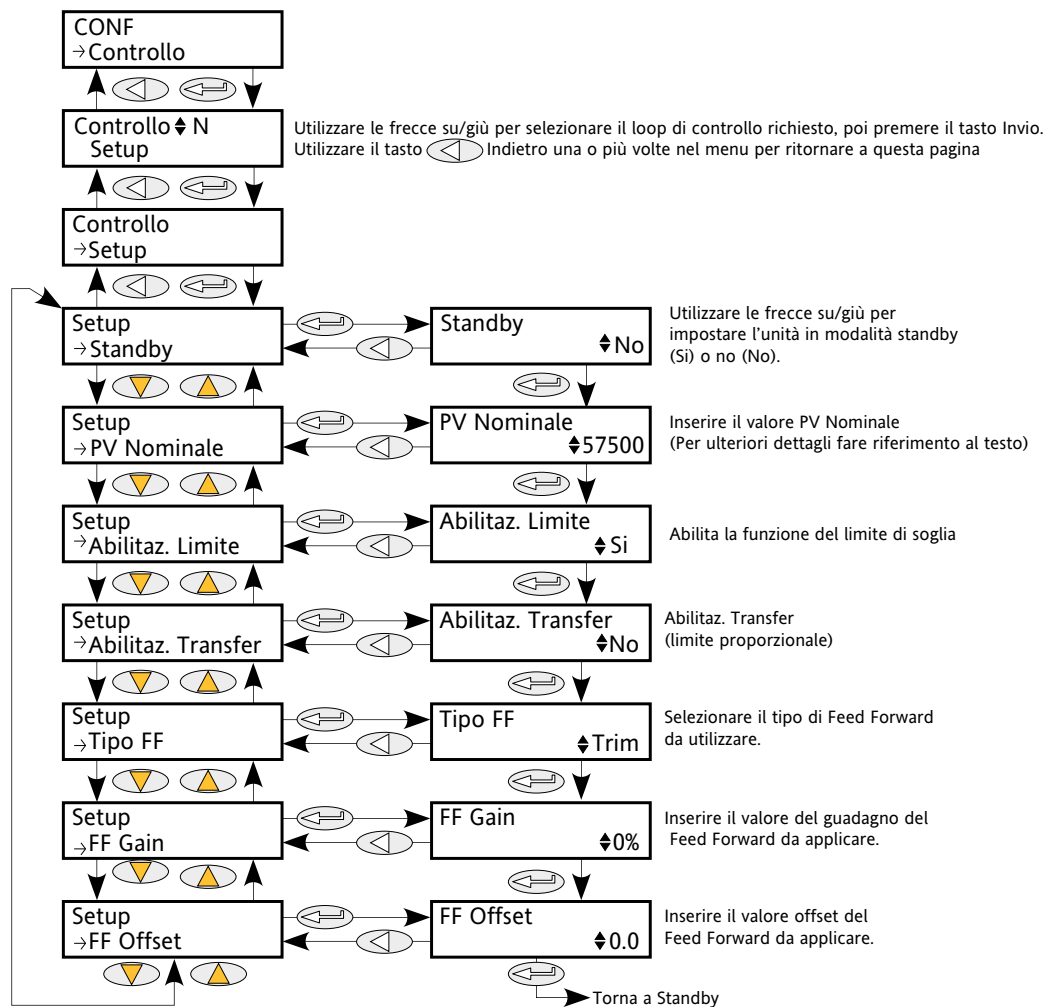 CONF
→Controllo
Controllo N
Setup
Utilizzare le frecce su/giù per selezionare il loop di controllo richiesto, poi premere il tasto Invio.
Utilizzare il tasto Indietro una o più volte nel menu per ritornare a questa pagina
Controllo
→Setup
Setup
→Standby
Standby
No
Utilizzare le frecce su/giù per
impostare l'unità in modalità standby
(Si) o no (No).
Setup
→PV Nominale
PV Nominale
57500
Inserire il valore PV Nominale
(Per ulteriori dettagli fare riferimento al testo)
Setup
→Abilitaz. Limite
Abilitaz. Limite
Si
Abilita la funzione del limite di soglia
Setup
→Abilitaz. Transfer
Abilitaz. Transfer
No
Abilitaz. Transfer
(limite proporzionale)
Setup
→Tipo FF
Tipo FF
Trim
Selezionare il tipo di Feed Forward
da utilizzare.
Setup
→FF Gain
FF Gain
0%
Inserire il valore del guadagno del
Feed Forward da applicare.
Setup
→FF Offset
FF Offset
0.0
Inserire il valore offset del
Feed Forward da applicare.
Torna a Standby